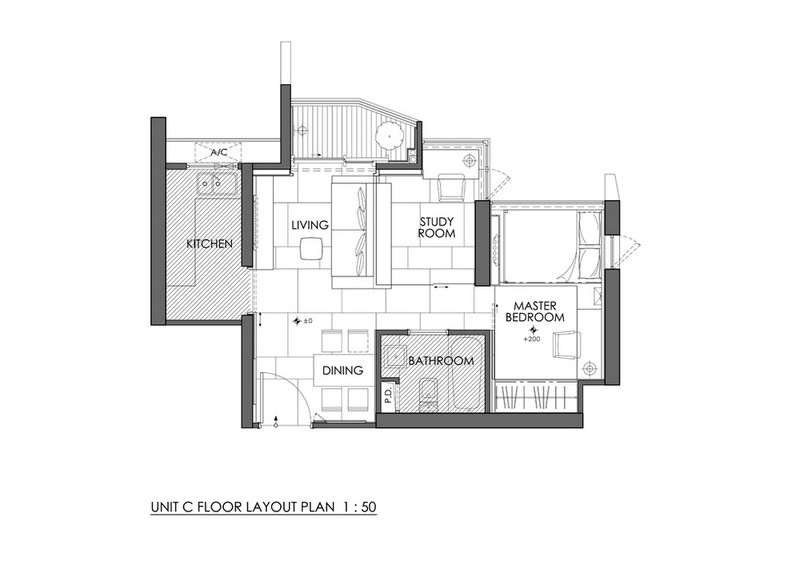 A/C
LIVING
STUDY
ROOM
KITCHEN
MASTER
BEDROOM
+200
±0
DINING
BATHROOM
P.D.
UNIT C FLOOR LAYOUT PLAN 1 : 50